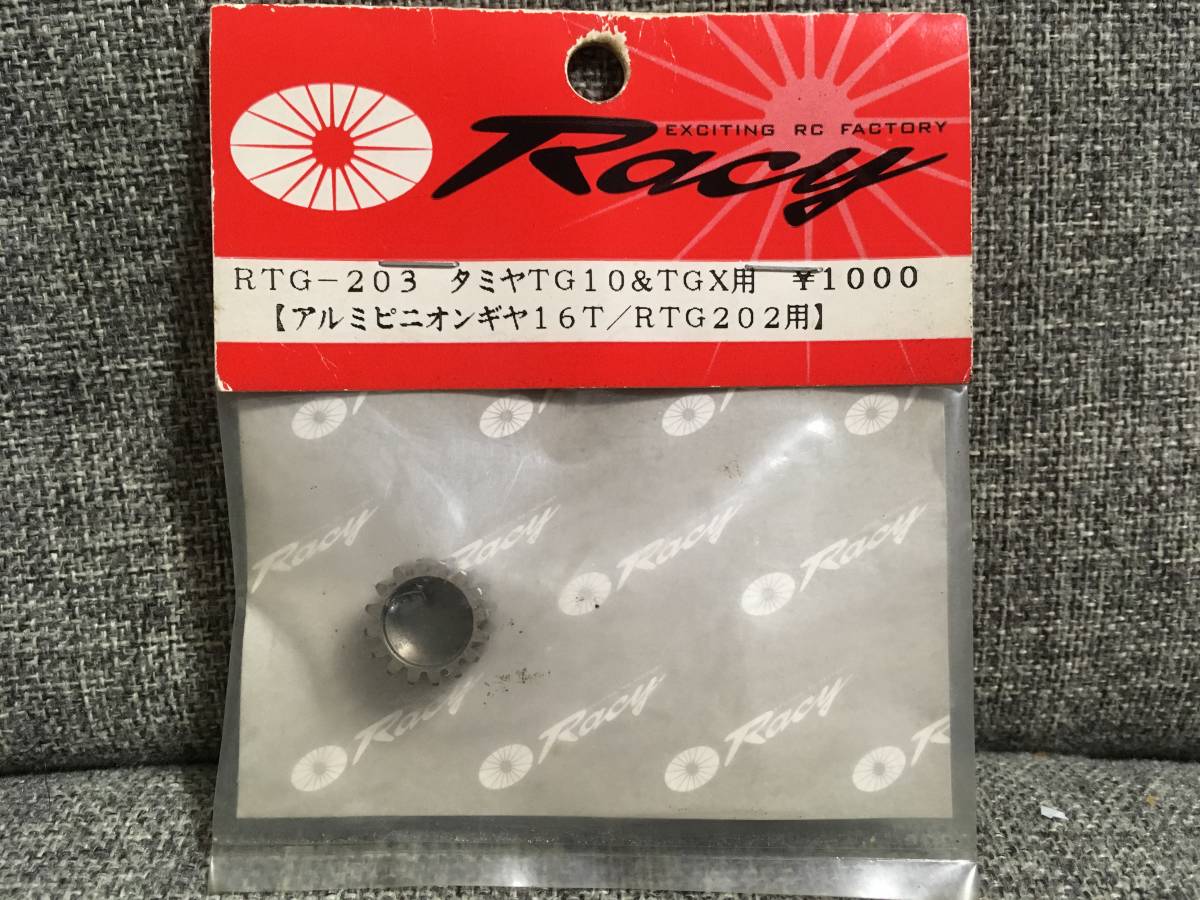 EXCITING RC FACTORY
Racy
RTG-203 タミヤTG10&TGX用 ¥1000
【アルミピニオンギヤ16T/RTG202用】
Racy Racy Racy Racy
Racy Racy Racy Racy